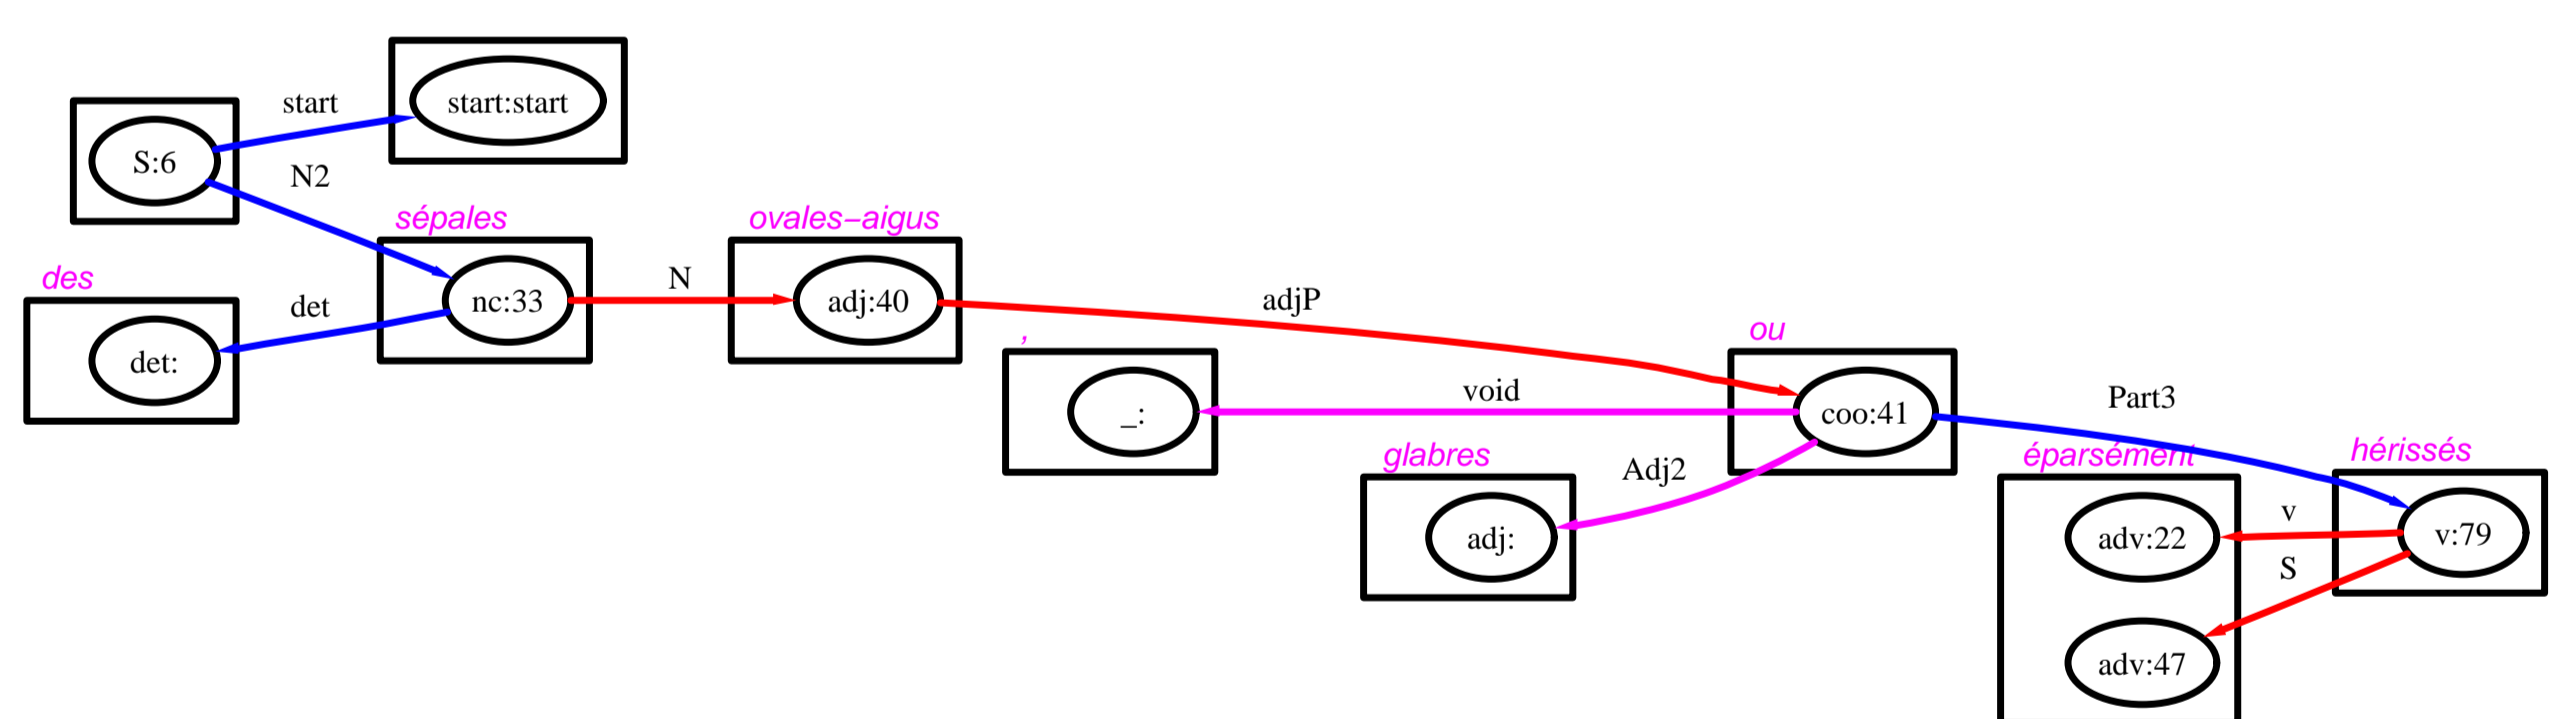 start
start:start
S:6
N2
sépales
ovales−aigus
des
det
nc:33
N
adj:40
adjP
det:
,
ou
void
_:
coo:41
Part3
glabres
Adj2
éparsément
hérissés
adj:
adv:22
v
v:79
S
adv:47